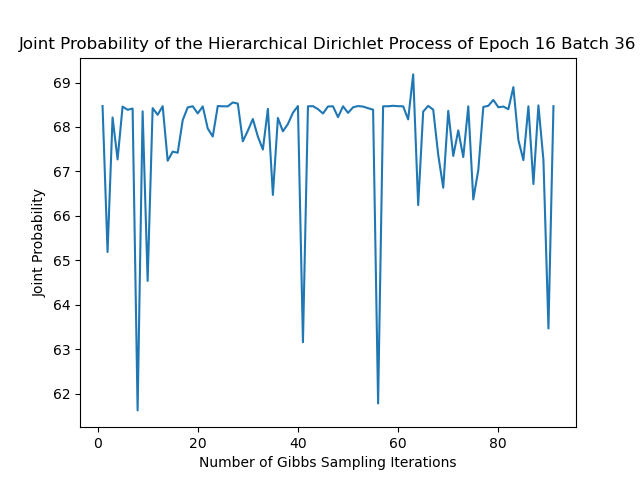 Joint Probability of the Hierarchical Dirichlet Process of Epoch 16 Batch 36
69
68
67
66
65
64
63
62
Joint Probability
0 20 40 60 80
Number of Gibbs Sampling Iterations